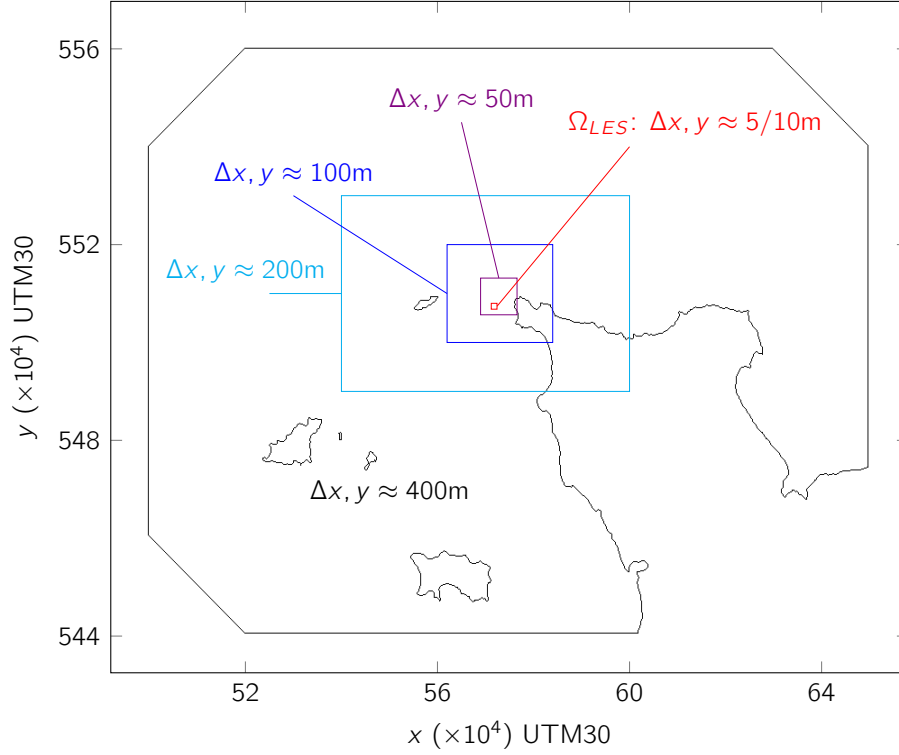 556
552
548
544
y (×10⁴) UTM30
Δx, y ≈ 50m
Ω_LES: Δx, y ≈ 5/10m
Δx, y ≈ 100m
Δx, y ≈ 200m
Δx, y ≈ 400m
52 56 60 64
x (×10⁴) UTM30